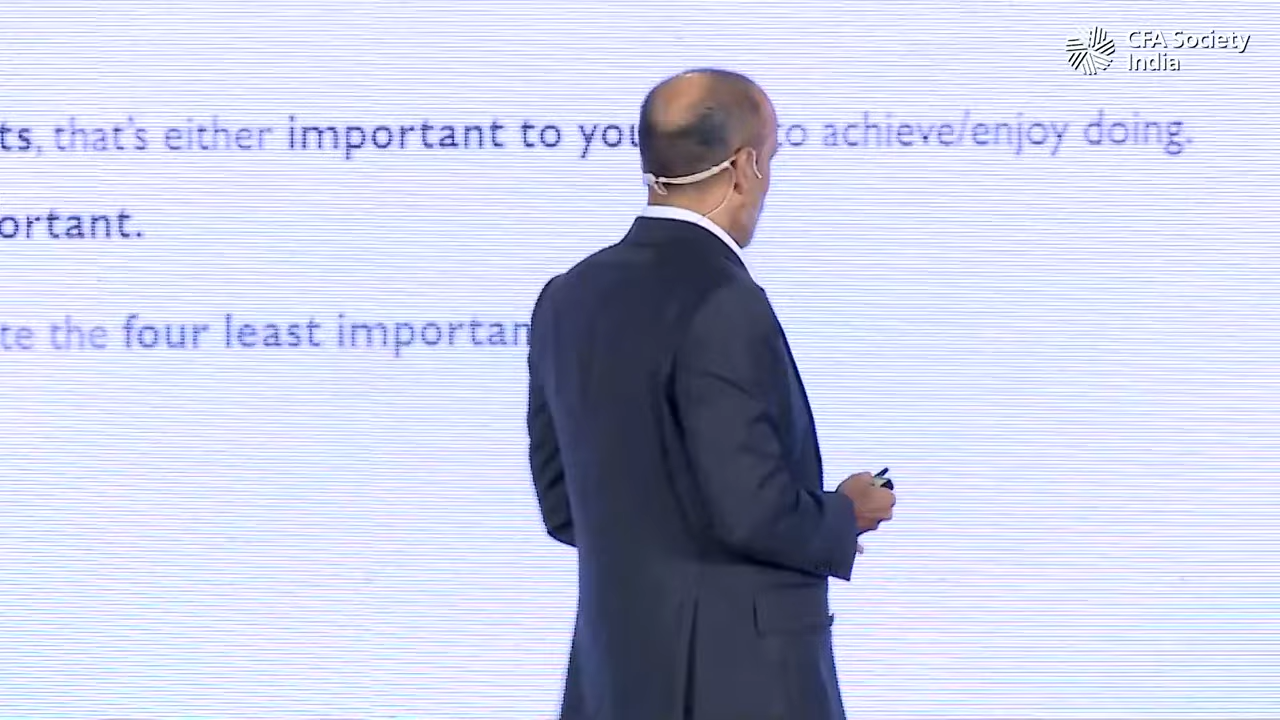 ts, that's either important to you to achieve/enjoy doing.
ortant.
te the four least importan
CFA Society
India